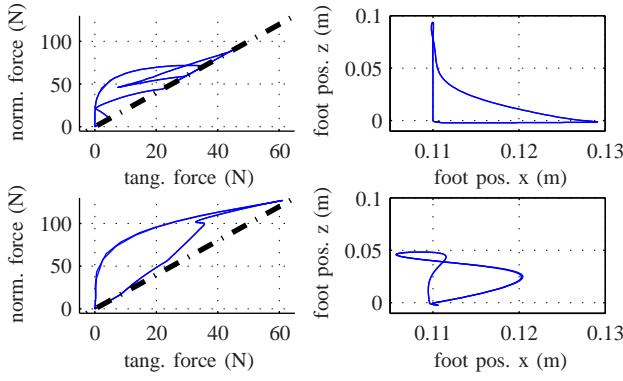 norm. force (N)
100
50
0
0 20 40 60
tang. force (N)
foot pos. z (m)
0.1
0.05
0
0.11 0.12 0.13
foot pos. x (m)
norm. force (N)
100
50
0
0 20 40 60
tang. force (N)
foot pos. z (m)
0.1
0.05
0
0.11 0.12 0.13
foot pos. x (m)